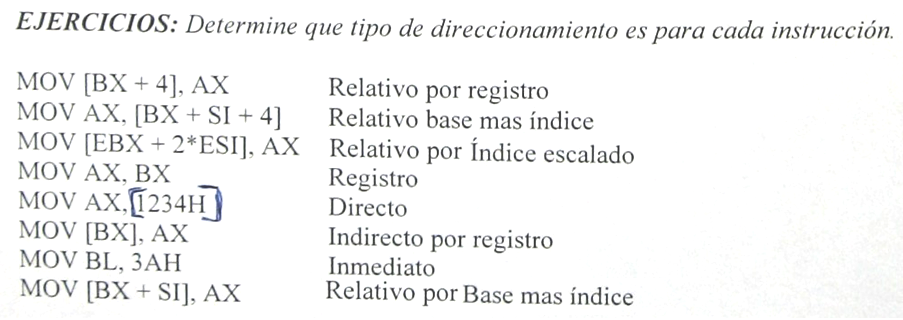 EJERCICIOS: Determine que tipo de direccionamiento es para cada instrucción.
MOV [BX + 4], AX Relativo por registro
MOV AX, [BX + SI + 4] Relativo base mas índice
MOV [EBX + 2*ESI], AX Relativo por Índice escalado
MOV AX, BX Registro
MOV AX, [1234H] Directo
MOV [BX], AX Indirecto por registro
MOV BL, 3AH Inmediato
MOV [BX + SI], AX Relativo por Base mas índice